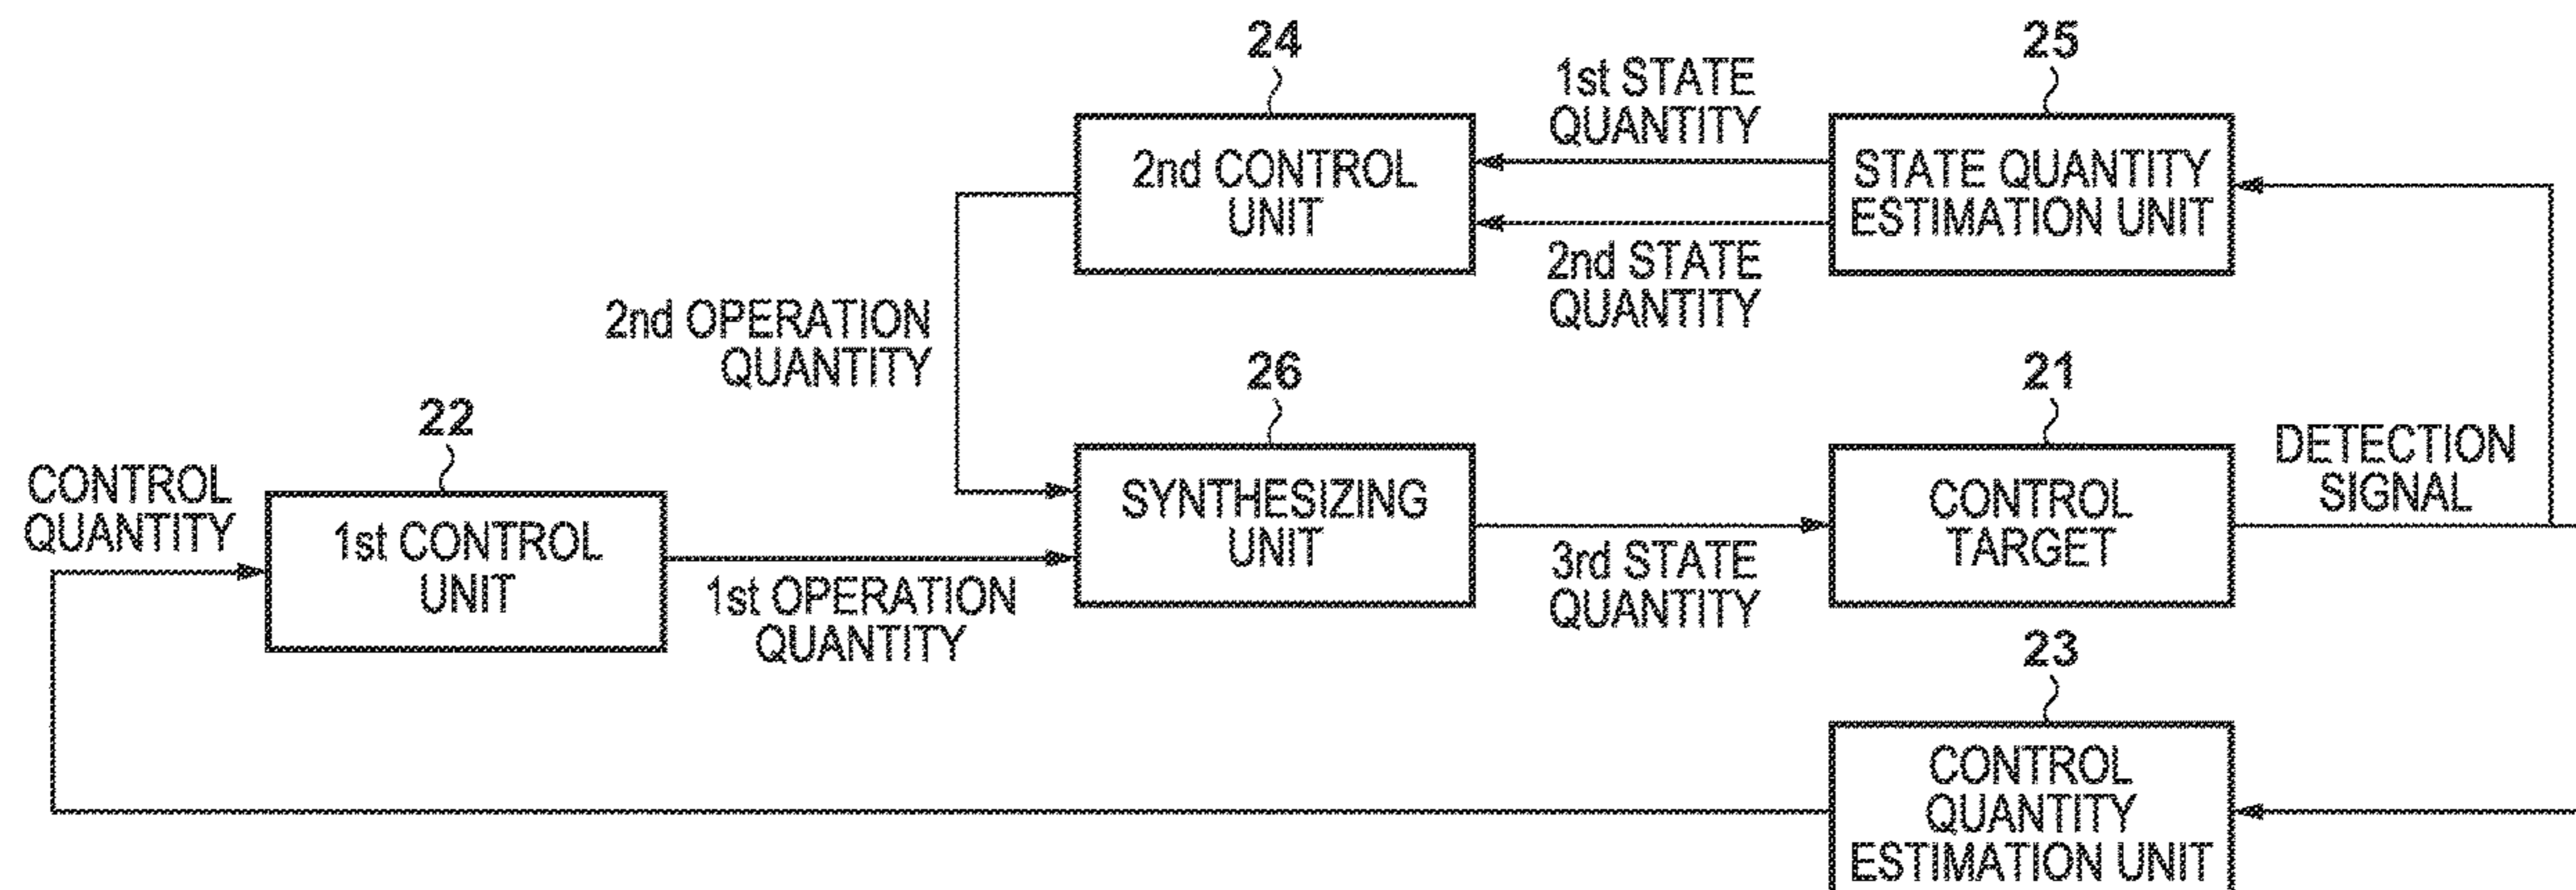 24
25
1st STATE
QUANTITY
2nd CONTROL
UNIT
STATE QUANTITY
ESTIMATION UNIT
2nd STATE
QUANTITY
2nd OPERATION
QUANTITY
26
21
22
CONTROL
QUANTITY
1st CONTROL
UNIT
SYNTHESIZING
UNIT
CONTROL
TARGET
DETECTION
SIGNAL
1st OPERATION
QUANTITY
3rd STATE
QUANTITY
23
CONTROL
QUANTITY
ESTIMATION UNIT